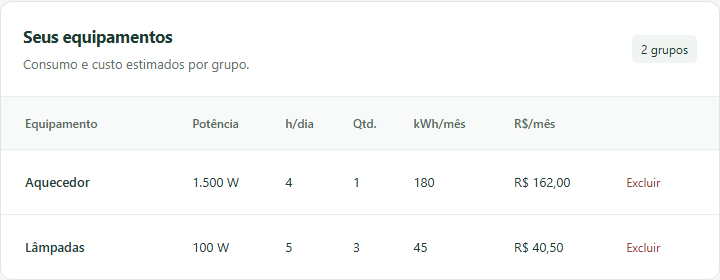 Seus equipamentos
2 grupos
Consumo e custo estimados por grupo.
Equipamento Potência h/dia Qtd. kWh/mês R$/mês
Aquecedor 1.500 W 4 1 180 R$ 162,00 Excluir
Lâmpadas 100 W 5 3 45 R$ 40,50 Excluir